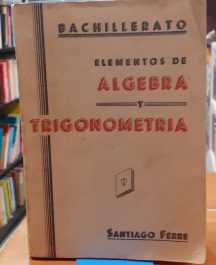 BACHILLERATO
ELEMENTOS DE
ALGEBRA
Y
TRIGONOMETRIA
SANTIAGO FERRE